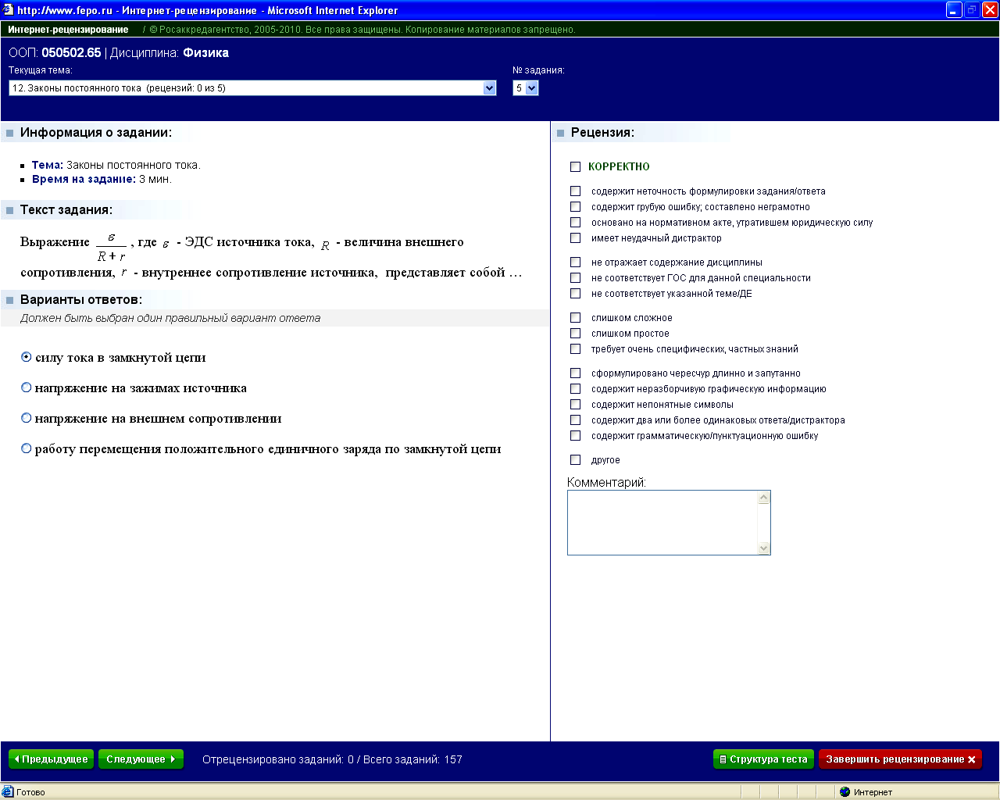 http://www.fepo.ru - Интернет-рецензирование - Microsoft Internet Explorer
Интернет-рецензирование / © Росаккредагентство, 2005-2010. Все права защищены. Копирование материалов запрещено.
ООП: 050502.65 | Дисциплина: Физика
Текущая тема: № задания:
12. Законы постоянного тока (рецензий: 0 из 5) 5
Информация о задании:
Тема: Законы постоянного тока.
Время на задание: 3 мин.
Текст задания:
Выражение ε/(R + r), где ε - ЭДС источника тока, R - величина внешнего
сопротивления, r - внутреннее сопротивление источника, представляет собой …
Варианты ответов:
Должен быть выбран один правильный вариант ответа
силу тока в замкнутой цепи
напряжение на зажимах источника
напряжение на внешнем сопротивлении
работу перемещения положительного единичного заряда по замкнутой цепи
Рецензия:
КОРРЕКТНО
содержит неточность формулировки задания/ответа
содержит грубую ошибку; составлено неграмотно
основано на нормативном акте, утратившем юридическую силу
имеет неудачный дистрактор
не отражает содержание дисциплины
не соответствует ГОС для данной специальности
не соответствует указанной теме/ДЕ
слишком сложное
слишком простое
требует очень специфических, частных знаний
сформулировано чересчур длинно и запутанно
содержит неразборчивую графическую информацию
содержит непонятные символы
содержит два или более одинаковых ответа/дистрактора
содержит грамматическую/пунктуационную ошибку
другое
Комментарий:
Предыдущее Следующее Отрецензировано заданий: 0 / Всего заданий: 157 Структура теста Завершить рецензирование
Готово Интернет